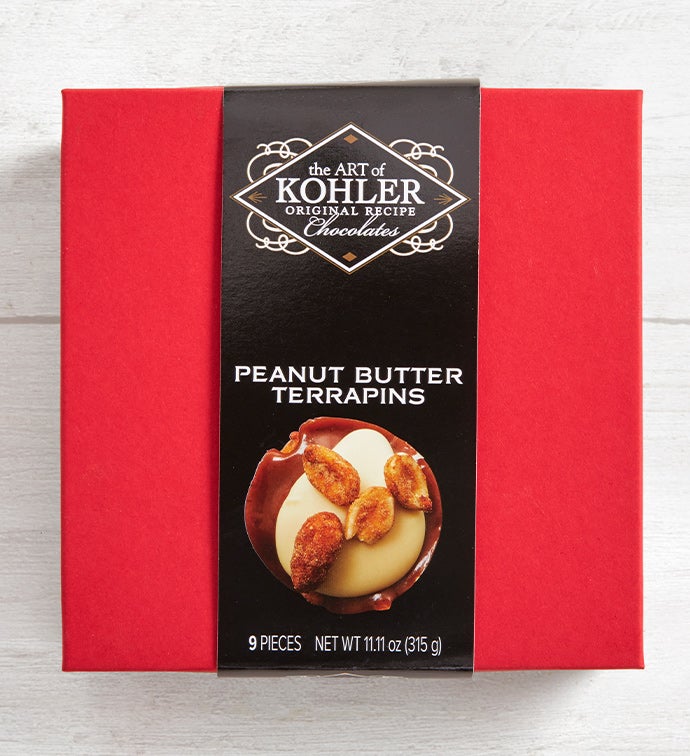 the ART of
KOHLER
ORIGINAL RECIPE
Chocolates
PEANUT BUTTER
TERRAPINS
9 PIECES NET WT 11.11 oz (315 g)